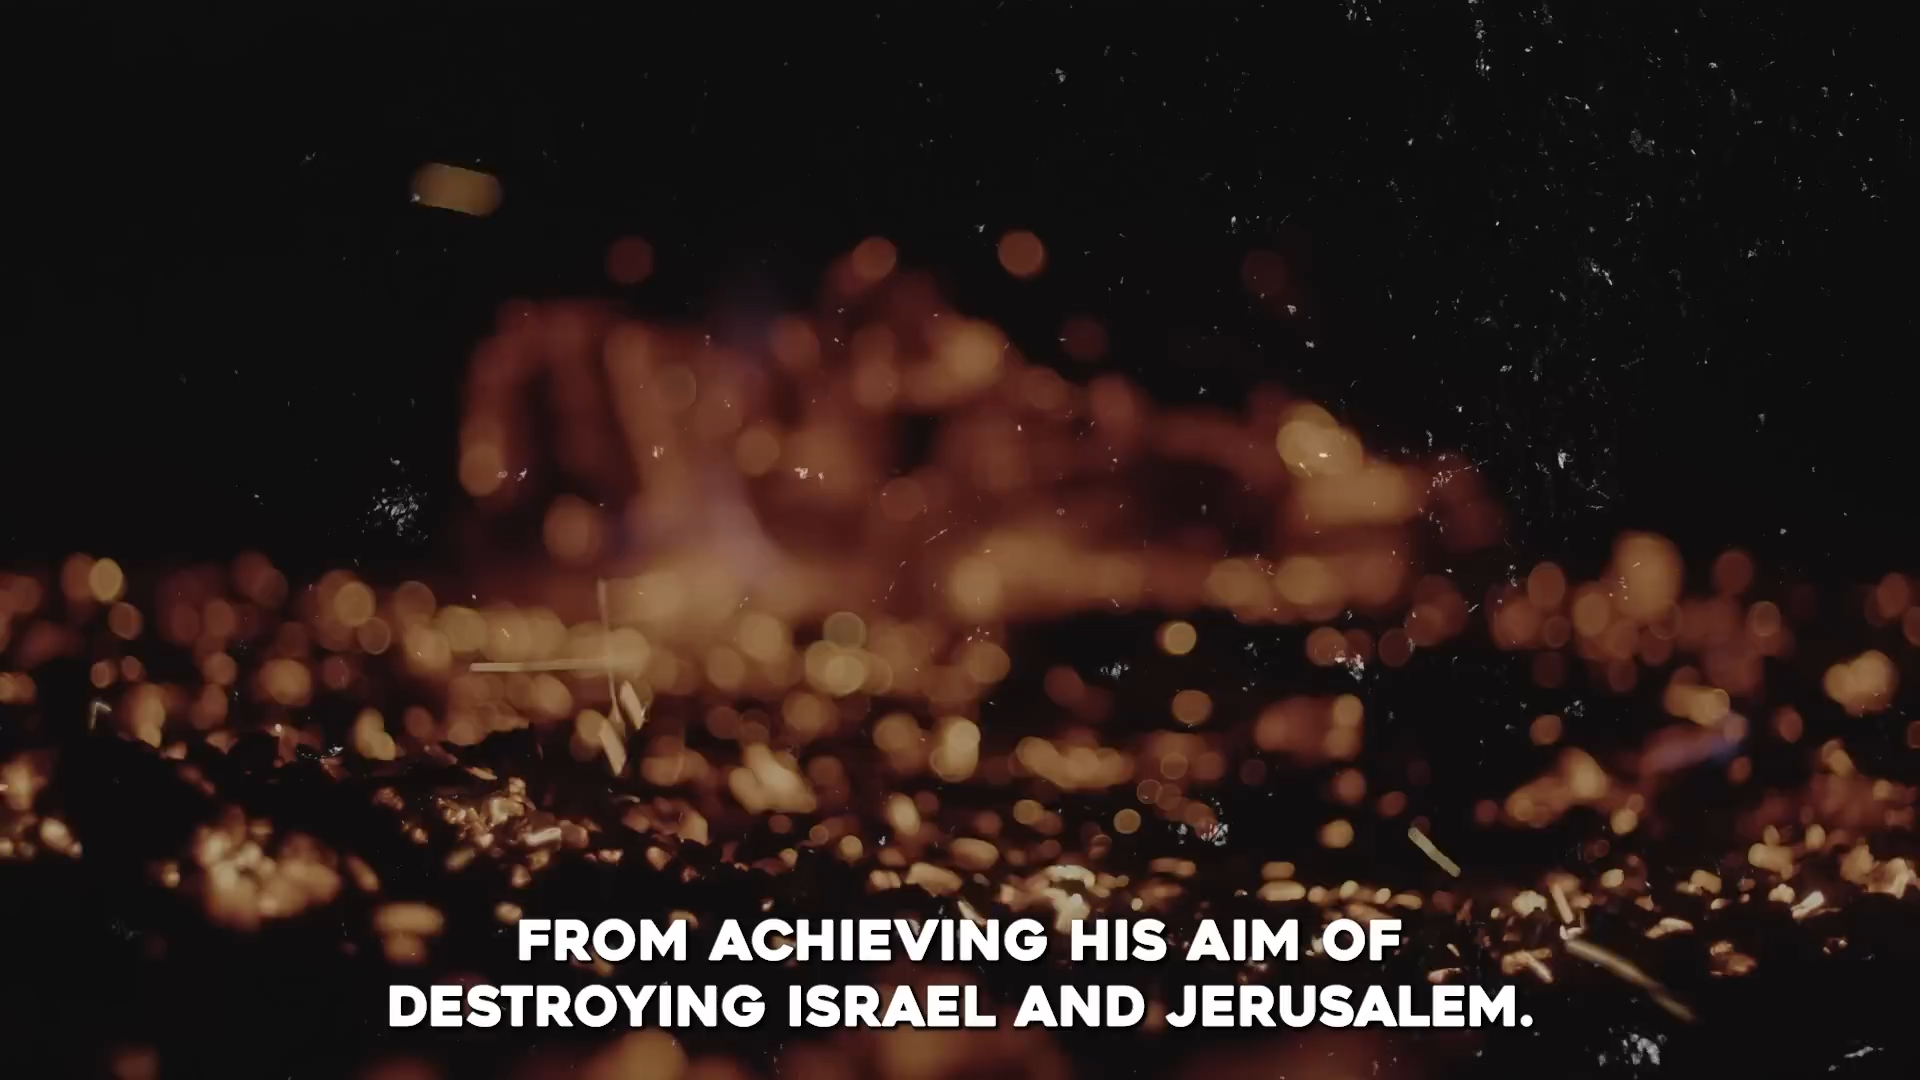 FROM ACHIEVING HIS AIM OF
DESTROYING ISRAEL AND JERUSALEM.